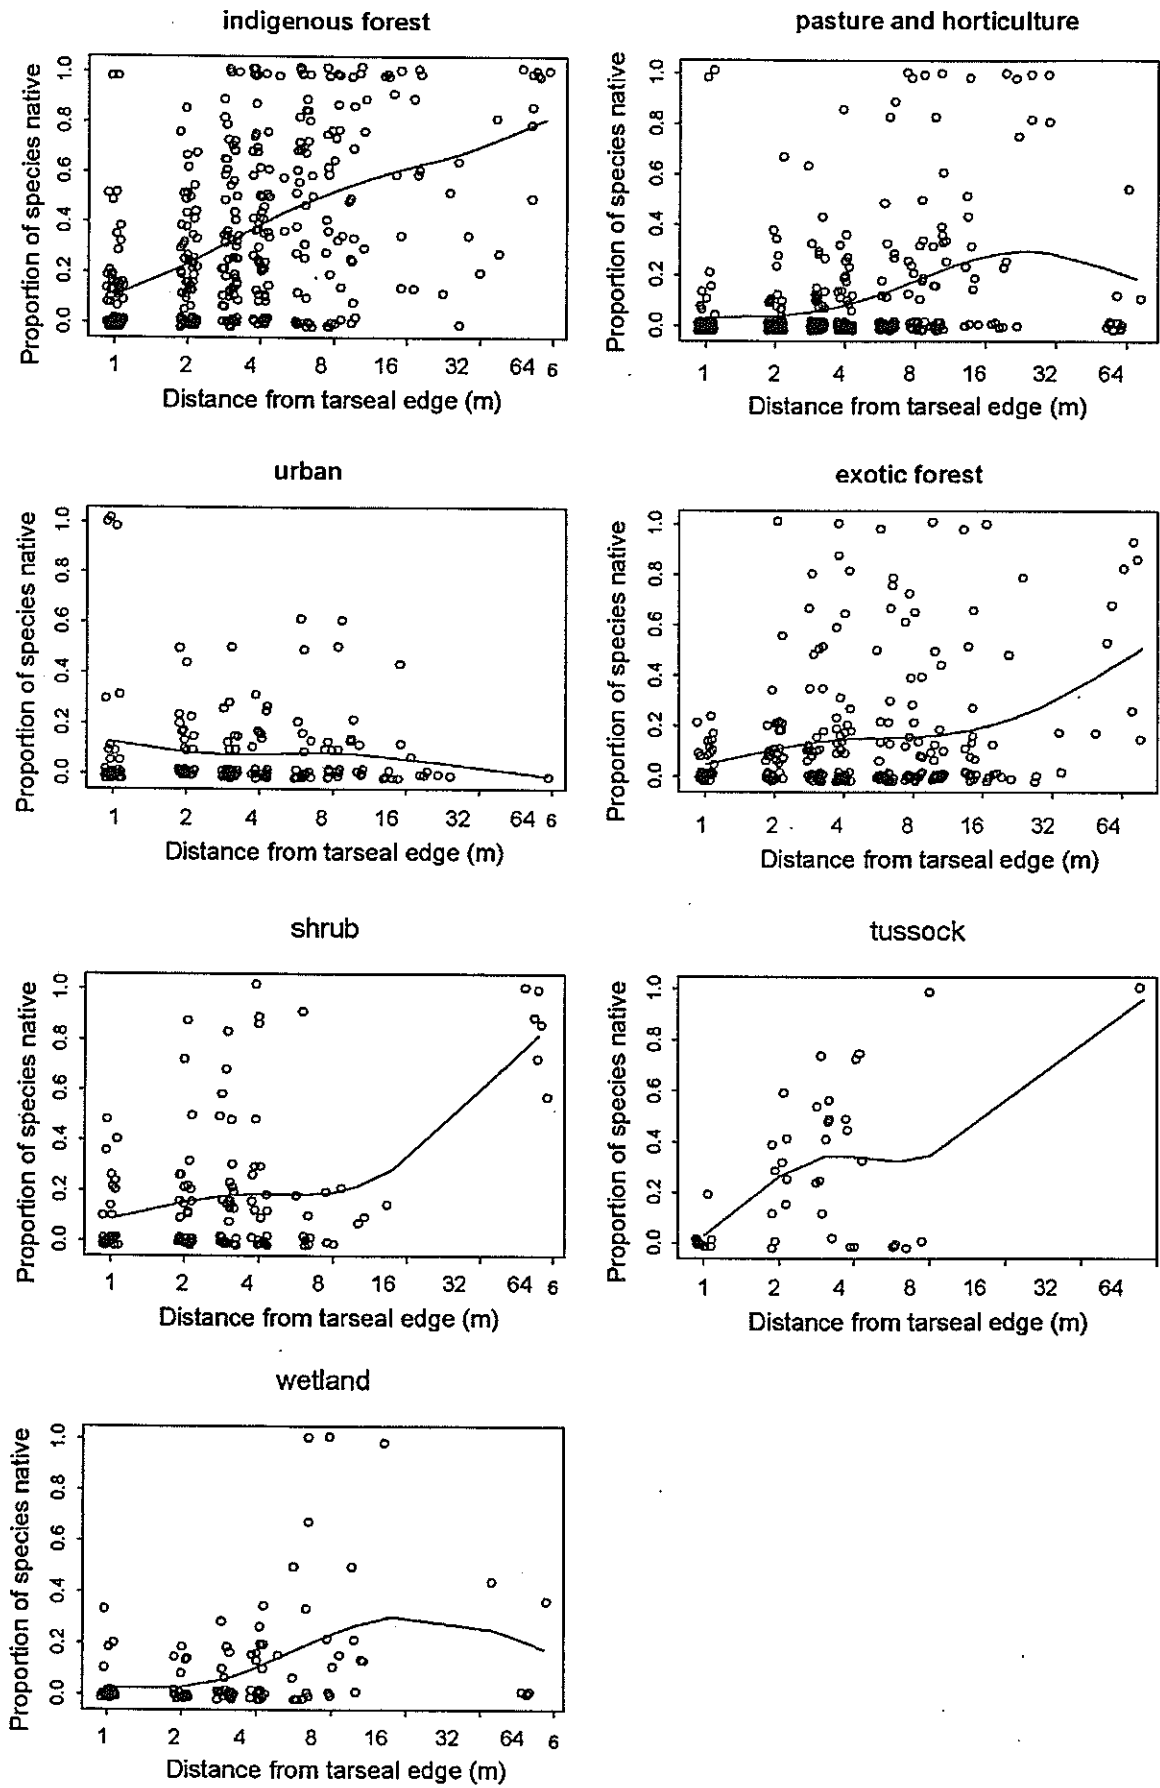 indigenous forest
Proportion of species native
1.0
0.8
0.6
0.4
0.2
0.0
1 2 4 8 16 32 64 6
Distance from tarseal edge (m)
pasture and horticulture
Proportion of species native
1.0
0.8
0.6
0.4
0.2
0.0
1 2 4 8 16 32 64
Distance from tarseal edge (m)
urban
Proportion of species native
1.0
0.8
0.6
0.4
0.2
0.0
1 2 4 8 16 32 64 6
Distance from tarseal edge (m)
exotic forest
Proportion of species native
1.0
0.8
0.6
0.4
0.2
0.0
1 2 4 8 16 32 64
Distance from tarseal edge (m)
shrub
Proportion of species native
1.0
0.8
0.6
0.4
0.2
0.0
1 2 4 8 16 32 64 6
Distance from tarseal edge (m)
tussock
Proportion of species native
1.0
0.8
0.6
0.4
0.2
0.0
1 2 4 8 16 32 64
Distance from tarseal edge (m)
wetland
Proportion of species native
1.0
0.8
0.6
0.4
0.2
0.0
1 2 4 8 16 32 64 6
Distance from tarseal edge (m)